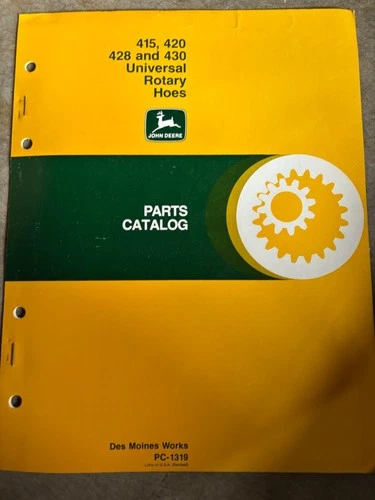 415, 420
428 and 430
Universal
Rotary
Hoes
JOHN DEERE
PARTS
CATALOG
Des Moines Works
PC-1319